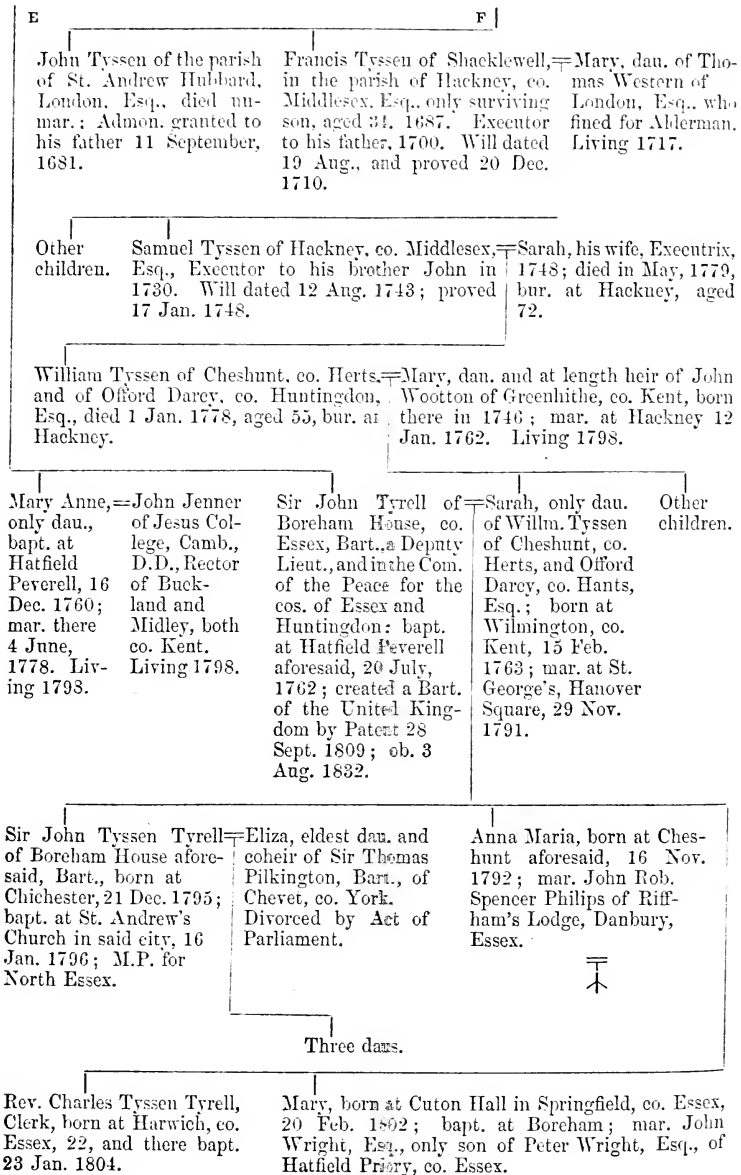 E
F
John Tyssen of the parish
of St. Andrew Hubbard,
London, Esq., died un-
mar.; Admon. granted to
his father 11 September,
1681.
Francis Tyssen of Shacklewell,
in the parish of Hackney, co.
Middlesex, Esq., only surviving
son, aged 34, 1687. Executor
to his father, 1700. Will dated
19 Aug., and proved 20 Dec.
1710.
Mary, dau. of Tho-
mas Western of
London, Esq., who
fined for Alderman.
Living 1717.
Other
children.
Samuel Tyssen of Hackney, co. Middlesex,
Esq., Executor to his brother John in
1730. Will dated 12 Aug. 1743; proved
17 Jan. 1748.
Sarah, his wife, Executrix,
1748; died in May, 1779,
bur. at Hackney, aged
72.
William Tyssen of Cheshunt, co. Herts,
and of Offord Darcy, co. Huntingdon,
Esq., died 1 Jan. 1778, aged 55, bur. at
Hackney.
Mary, dau. and at length heir of John
Wootton of Greenhithe, co. Kent, born
there in 1746; mar. at Hackney 12
Jan. 1762. Living 1798.
Mary Anne,
only dau.,
bapt. at
Hatfield
Peverell, 16
Dec. 1760;
mar. there
4 June,
1778. Liv-
ing 1798.
John Jenner
of Jesus Col-
lege, Camb.,
D.D., Rector
of Buck-
land and
Midley, both
co. Kent.
Living 1798.
Sir John Tyrell of
Boreham House, co.
Essex, Bart., a Deputy
Lieut., and in the Com.
of the Peace for the
cos. of Essex and
Huntingdon: bapt.
at Hatfield Peverell
aforesaid, 20 July,
1762; created a Bart.
of the United King-
dom by Patent 28
Sept. 1809; ob. 3
Aug. 1832.
Sarah, only dau.
of Willm. Tyssen
of Cheshunt, co.
Herts, and Offord
Darcy, co. Hants,
Esq.; born at
Wilmington, co.
Kent, 15 Feb.
1763; mar. at St.
George's, Hanover
Square, 29 Nov.
1791.
Other
children.
Sir John Tyssen Tyrell
of Boreham House afore-
said, Bart., born at
Chichester, 21 Dec. 1795;
bapt. at St. Andrew's
Church in said city, 16
Jan. 1796; M.P. for
North Essex.
Eliza, eldest dau. and
coheir of Sir Thomas
Pilkington, Bart., of
Chevet, co. York.
Divorced by Act of
Parliament.
Anna Maria, born at Ches-
hunt aforesaid, 16 Nov.
1792; mar. John Rob.
Spencer Philips of Riff-
ham's Lodge, Danbury,
Essex.
Three daus.
Rev. Charles Tyssen Tyrell,
Clerk, born at Harwich, co.
Essex, 22, and there bapt.
23 Jan. 1804.
Mary, born at Cuton Hall in Springfield, co. Essex,
20 Feb. 1802; bapt. at Boreham; mar. John
Wright, Esq., only son of Peter Wright, Esq., of
Hatfield Priory, co. Essex.